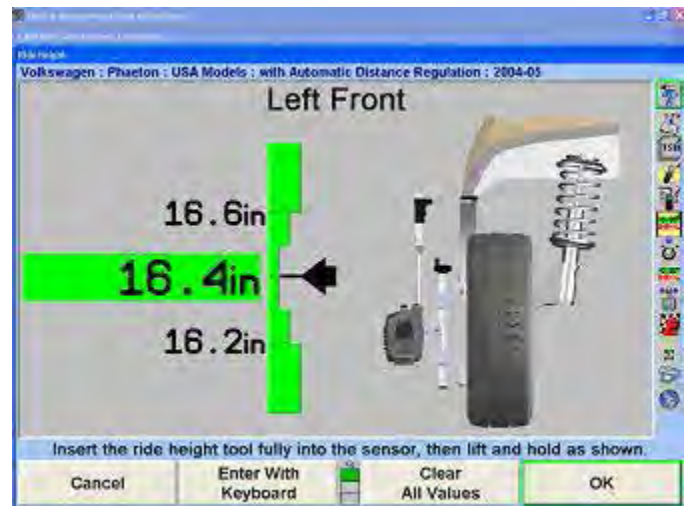 Ride Height
Volkswagen : Phaeton : USA Models : with Automatic Distance Regulation : 2004-05
Left Front
16.6in
16.4in
16.2in
Insert the ride height tool fully into the sensor, then lift and hold as shown.
Cancel
Enter With
Keyboard
Clear
All Values
OK